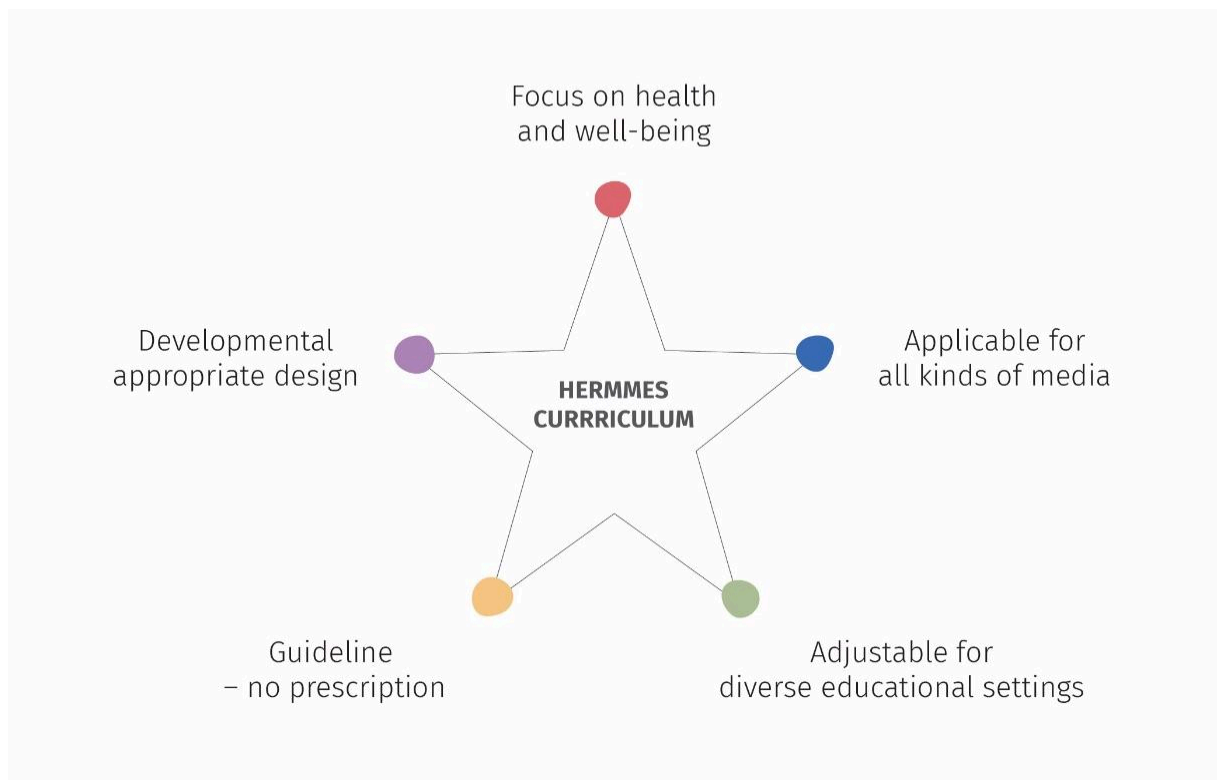 Focus on health
and well-being
Developmental
appropriate design
Applicable for
all kinds of media
HERMMES
CURRRICULUM
Guideline
– no prescription
Adjustable for
diverse educational settings